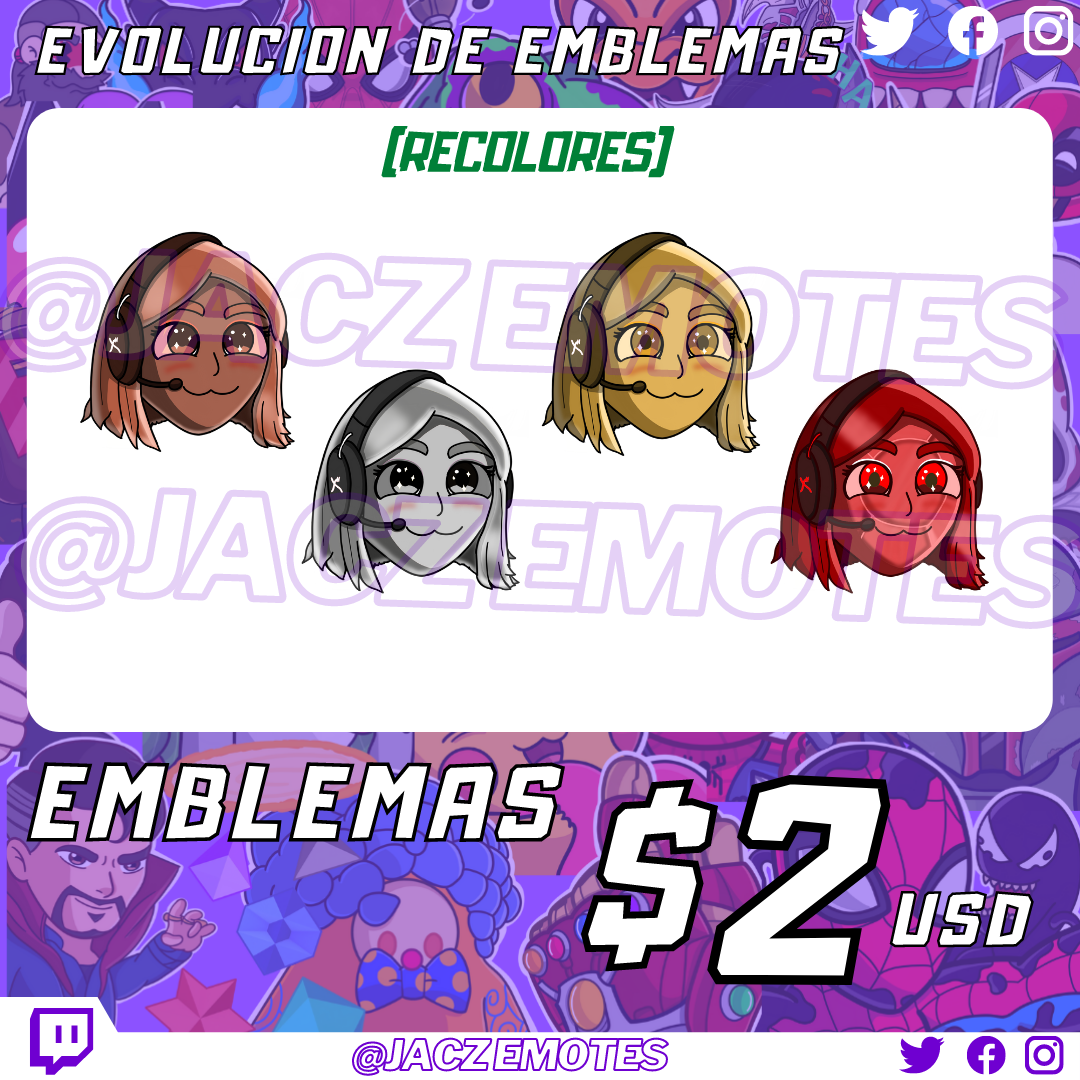 EVOLUCION DE EMBLEMAS
(RECOLORES)
@JACZEMOTES
@JACZEMOTES
EMBLEMAS
$2 USD
@JACZEMOTES